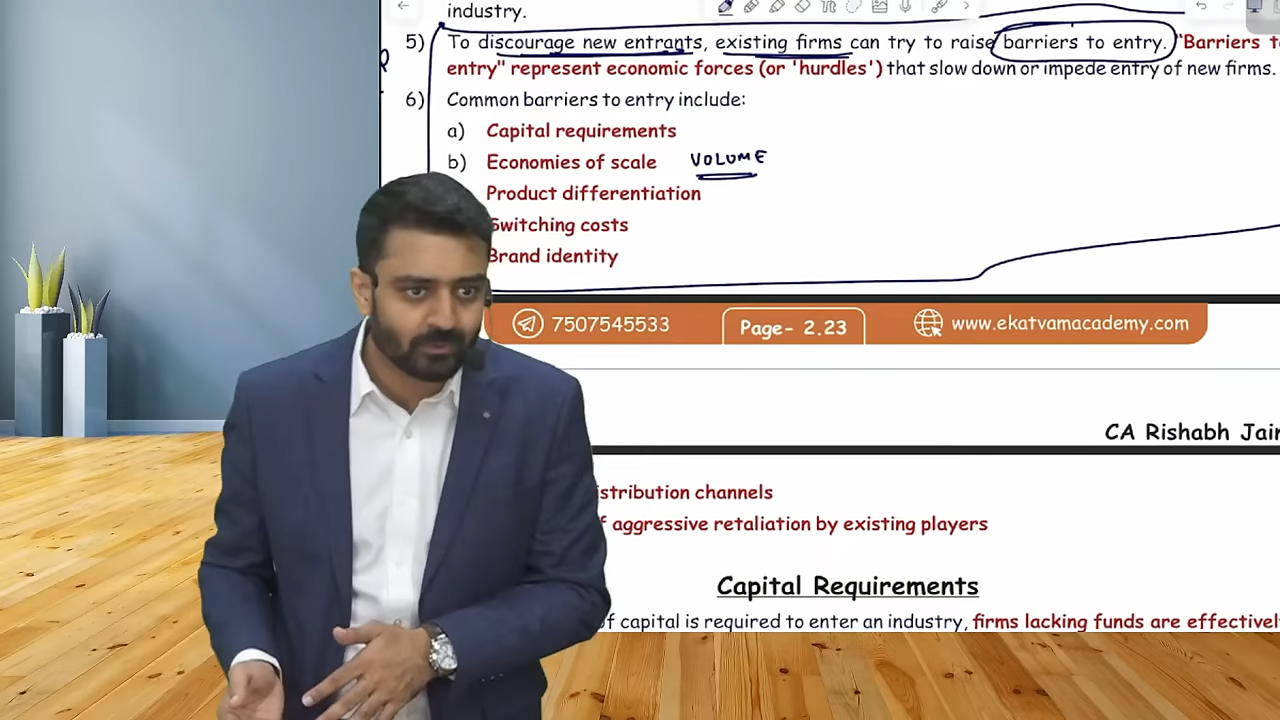 industry.
5) To discourage new entrants, existing firms can try to raise barriers to entry. "Barriers to
entry" represent economic forces (or 'hurdles') that slow down or impede entry of new firms.
6) Common barriers to entry include:
a) Capital requirements
b) Economies of scale VOLUME
Product differentiation
Switching costs
Brand identity
7507545533 Page- 2.23 www.ekatvamacademy.com
CA Rishabh Jain
istribution channels
f aggressive retaliation by existing players
Capital Requirements
of capital is required to enter an industry, firms lacking funds are effectively